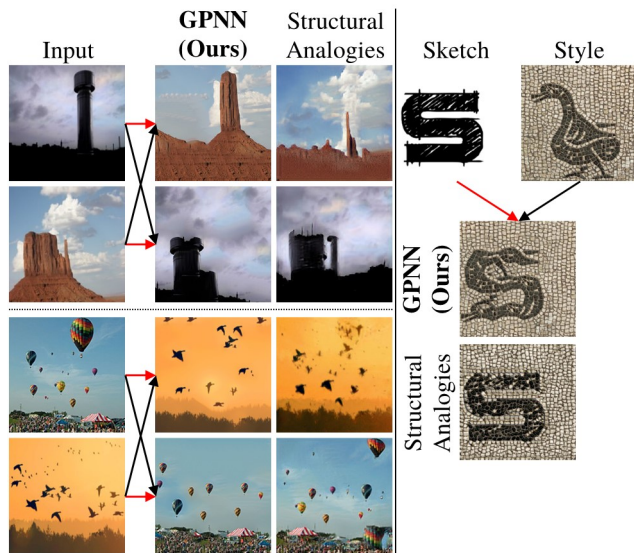 Input
GPNN
(Ours)
Structural
Analogies
Sketch
Style
GPNN
(Ours)
Structural
Analogies